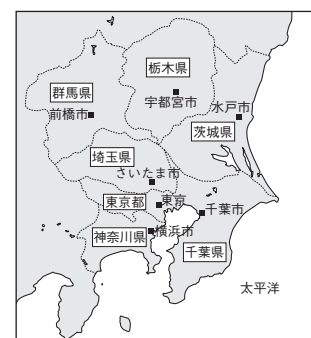 栃木県
群馬県
宇都宮市
水戸市
前橋市
茨城県
埼玉県
さいたま市
東京都
東京
千葉市
神奈川県
横浜市
千葉県
太平洋